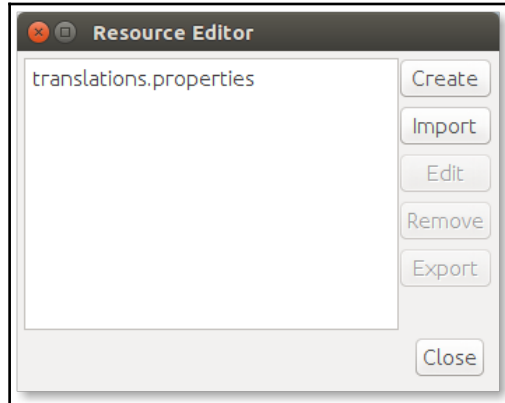 Resource Editor
translations.properties
Create
Import
Edit
Remove
Export
Close